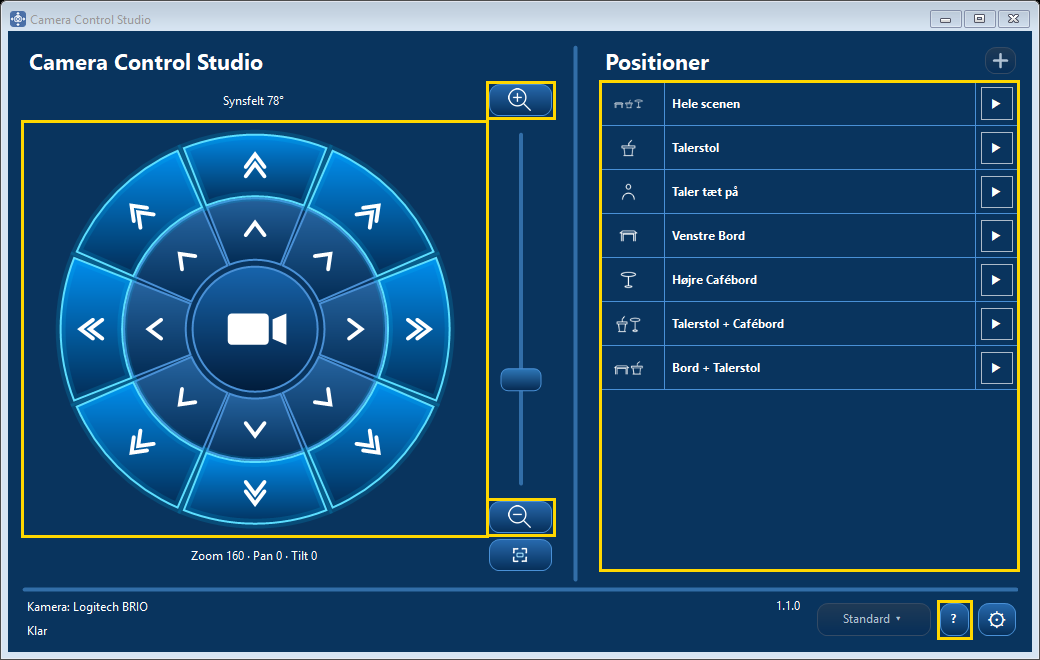 Camera Control Studio
Camera Control Studio
Synsfelt 78°
Zoom 160 · Pan 0 · Tilt 0
Positioner
Hele scenen
Talerstol
Taler tæt på
Venstre Bord
Højre Cafébord
Talerstol + Cafébord
Bord + Talerstol
Kamera: Logitech BRIO
Klar
1.1.0
Standard
?